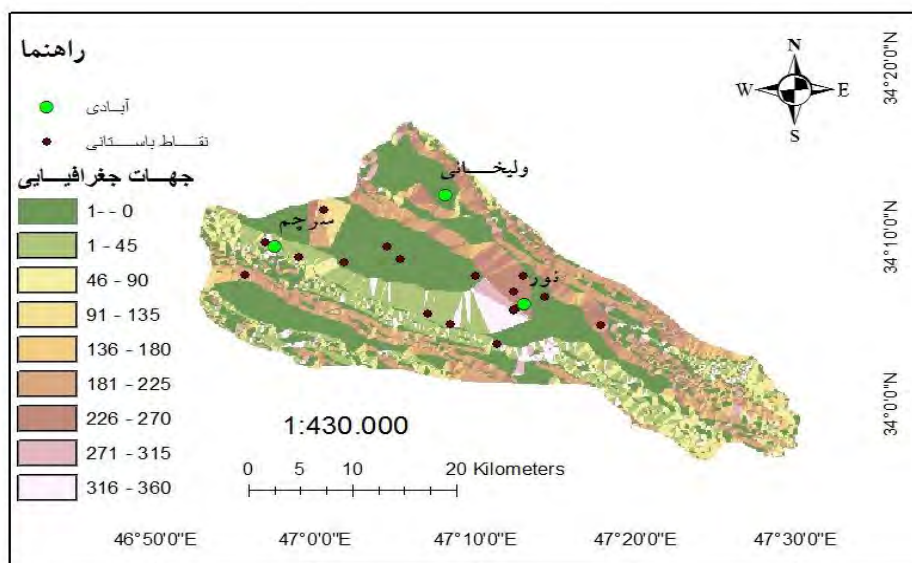 راهنما
آبادی
نقاط باستانی
جهات جغرافیایی
1- - 0
1 - 45
46 - 90
91 - 135
136 - 180
181 - 225
226 - 270
271 - 315
316 - 360
N
W
E
S
ولیخانی
سرچم
نور
1:430.000
0 5 10 20 Kilometers
34°20'0"N
34°10'0"N
34°0'0"N
46°50'0"E 47°0'0"E 47°10'0"E 47°20'0"E 47°30'0"E